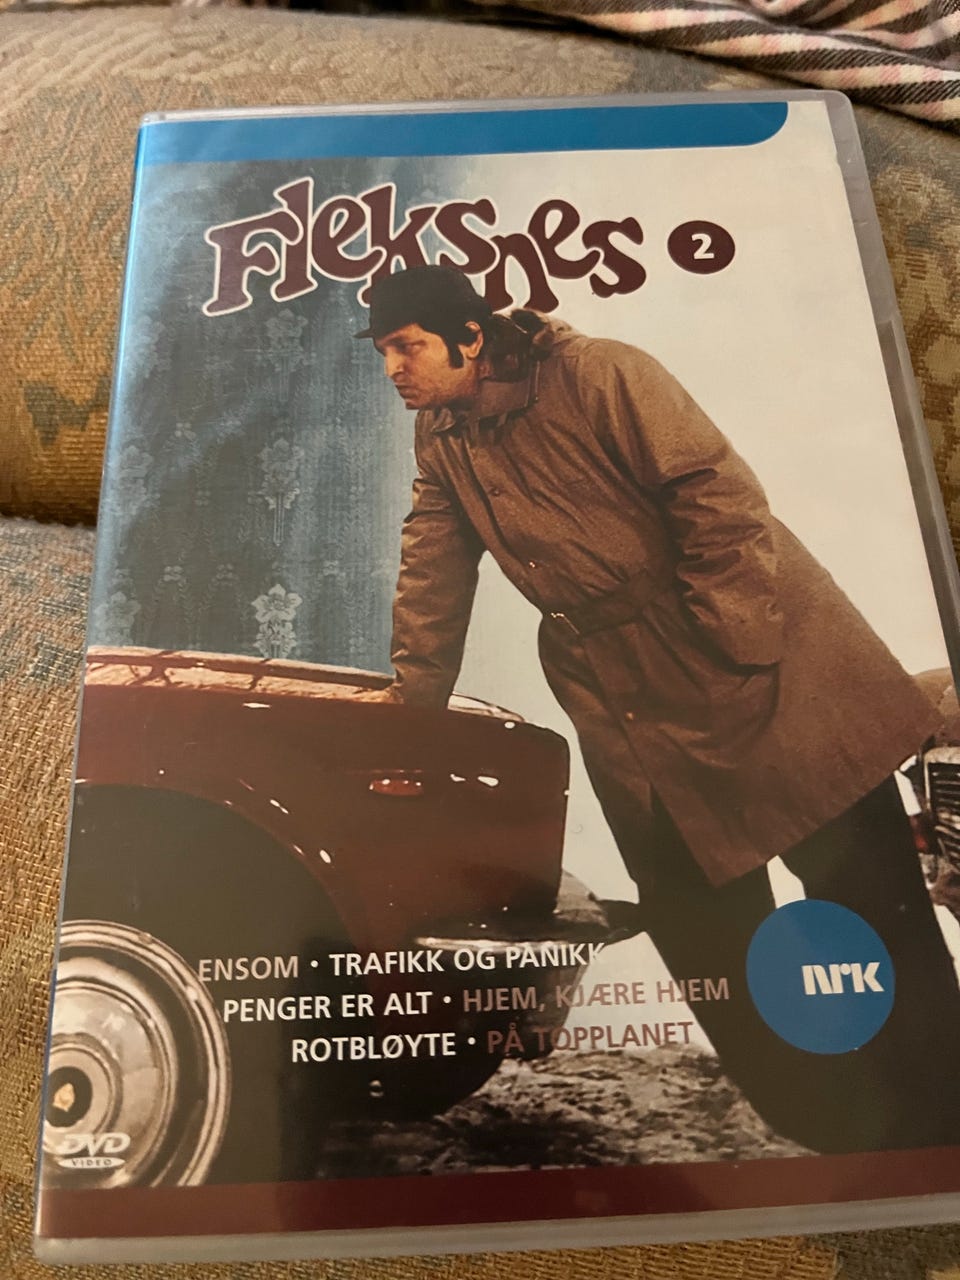 Fleksnes 2
ENSOM · TRAFIKK OG PANIKK
PENGER ER ALT · HJEM, KJÆRE HJEM
ROTBLØYTE · PÅ TOPPLANET
NRK
DVD
VIDEO